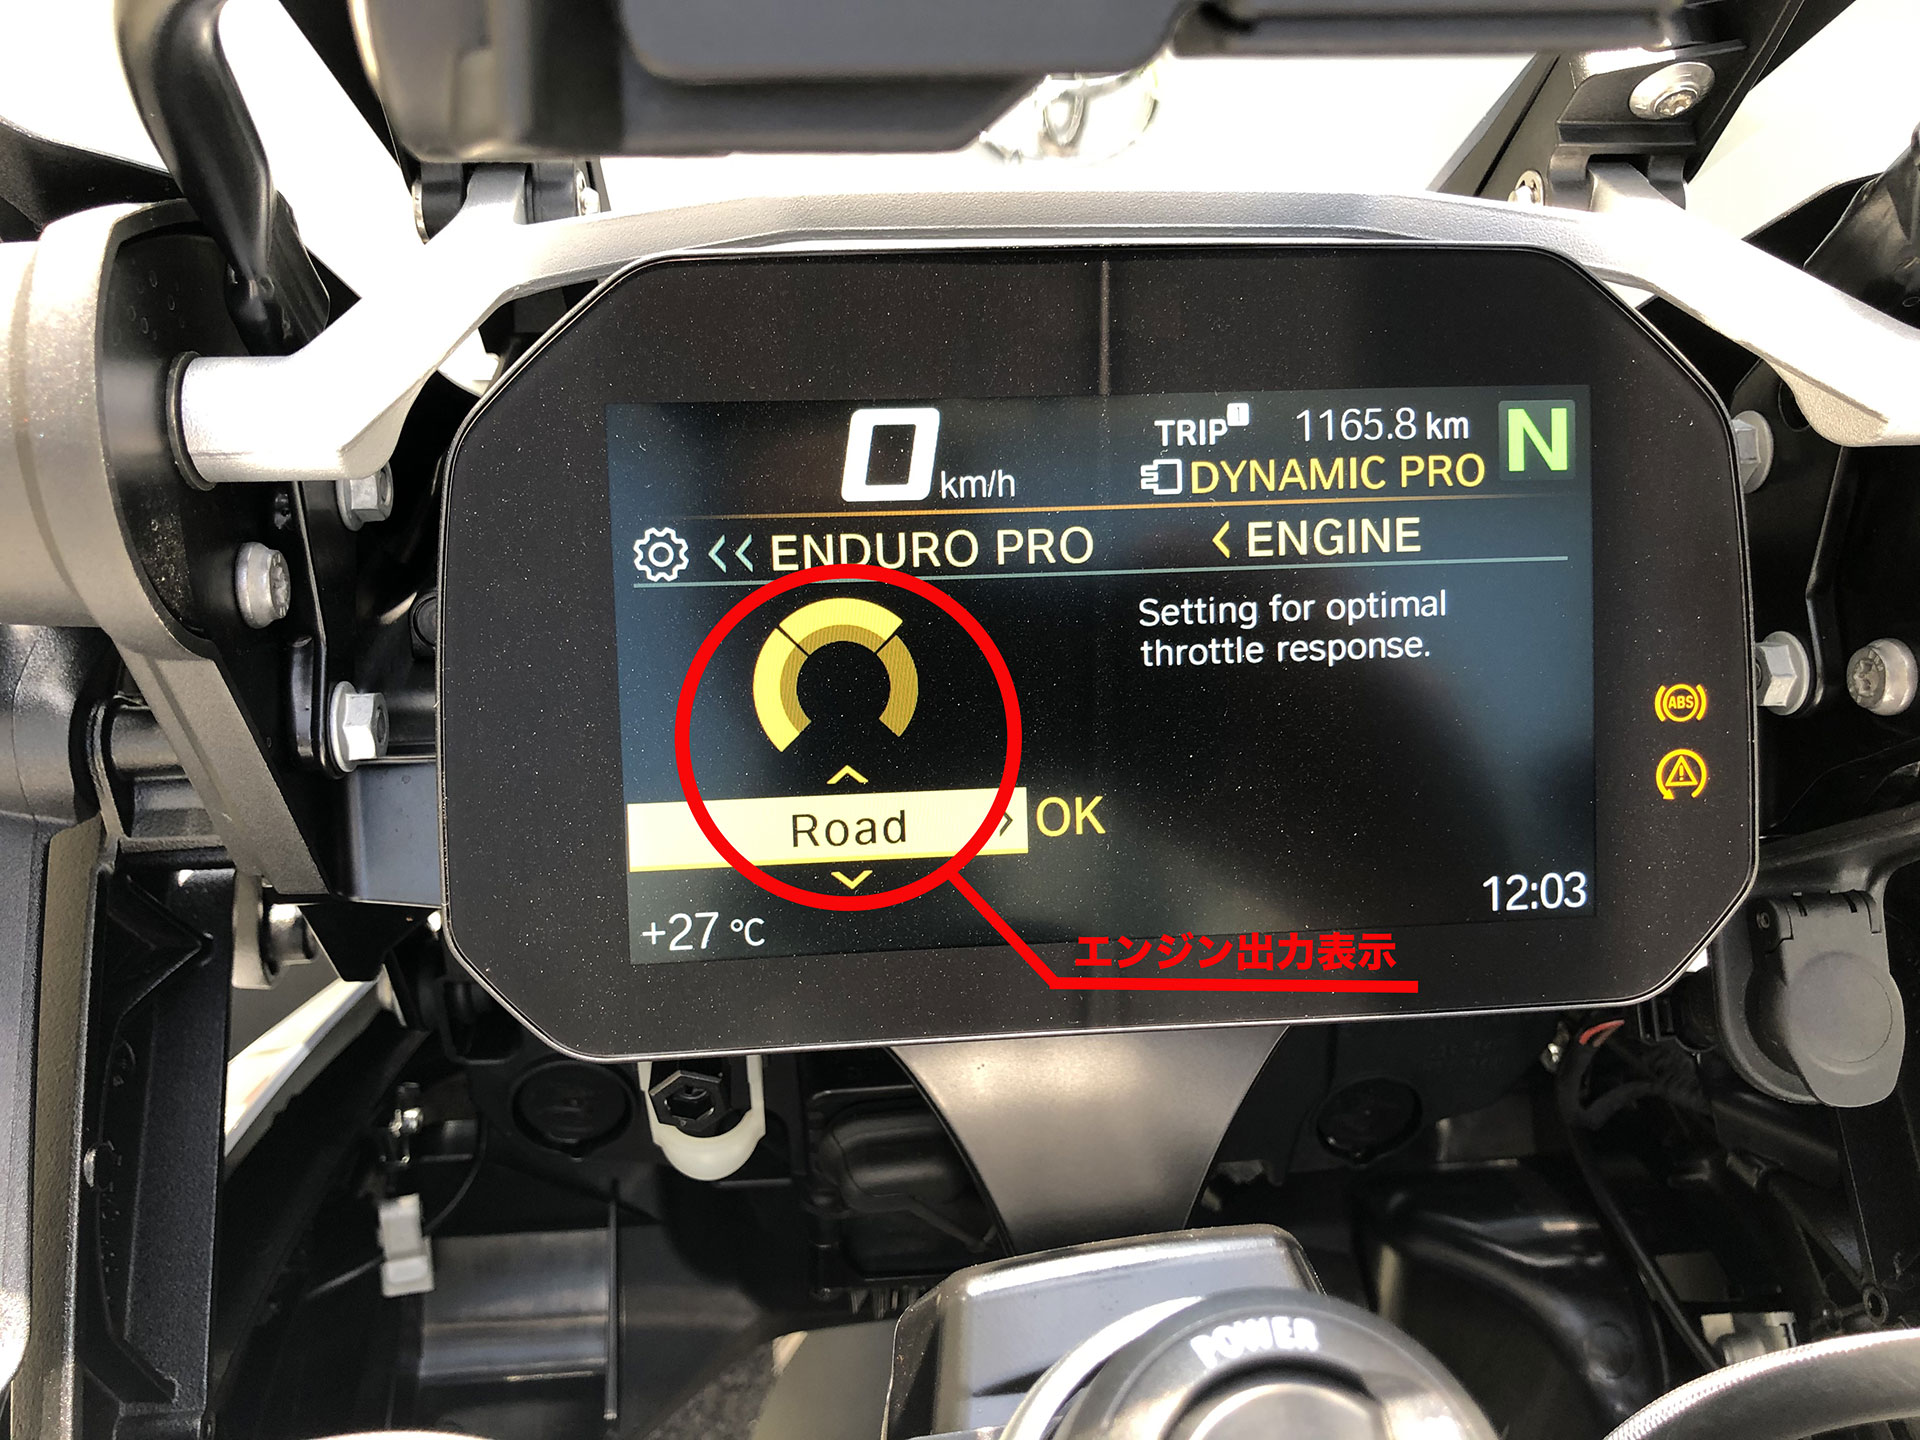 0 km/h
TRIP 1 1165.8 km
N
DYNAMIC PRO
<< ENDURO PRO
< ENGINE
Setting for optimal
throttle response.
ABS
Road > OK
+27 °C
12:03
エンジン出力表示
POWER